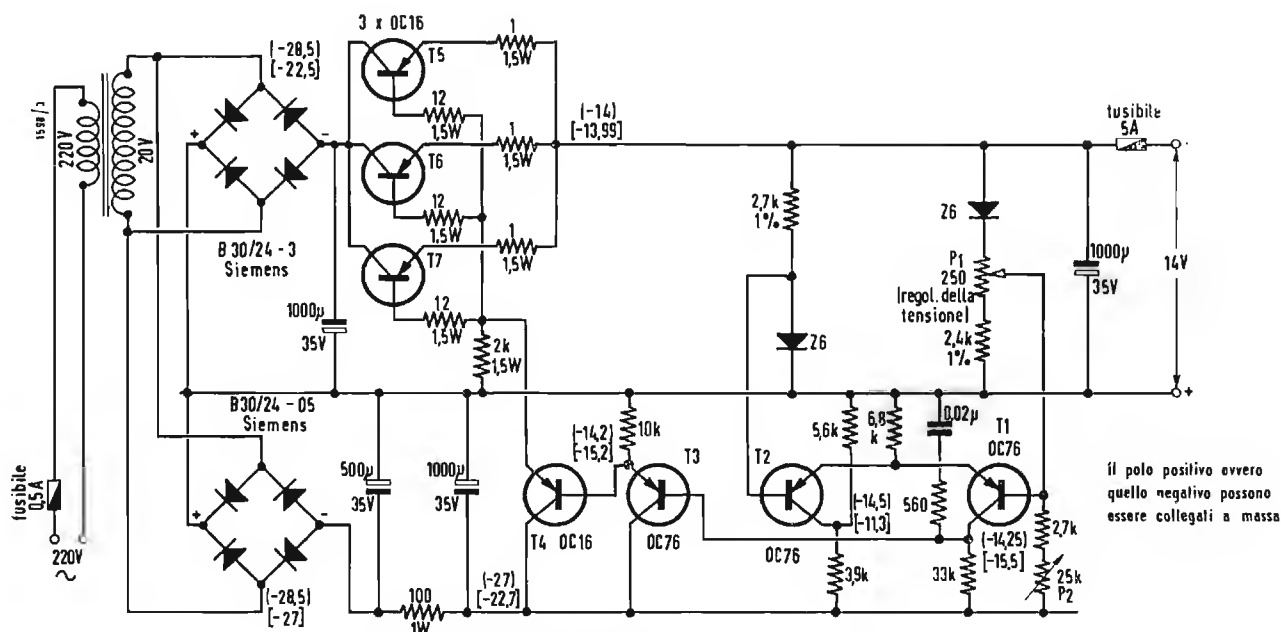 3 x OC16
(-28,5)
[-22,5]
T5
1
1,5W
220V
20V
+
-
12
1,5W
(-14)
[-13,99]
fusibile
5A
-
T6
1
1,5W
2,7k
1%
Z6
12
1,5W
B 30/24 - 3
Siemens
T7
1
1,5W
P1
250
(regol. della
tensione)
1000µ
35V
14V
1000µ
35V
12
1,5W
2k
1,5W
Z6
2,4k
1%
+
B30/24 - 05
Siemens
10k
(-14,2)
[-15,2]
5,6k
6,8
k
0,02µ
T1
OC76
fusibile
0,5A
500µ
35V
1000µ
35V
T3
T2
+
-
(-14,5)
[-11,3]
560
il polo positivo ovvero
quello negativo possono
essere collegati a massa
T4
OC16
OC76
OC76
2,7k
220V
(-28,5)
[-27]
100
1W
(-27)
[-22,7]
3,9k
33k
(-14,25)
[-15,5]
25k
P2